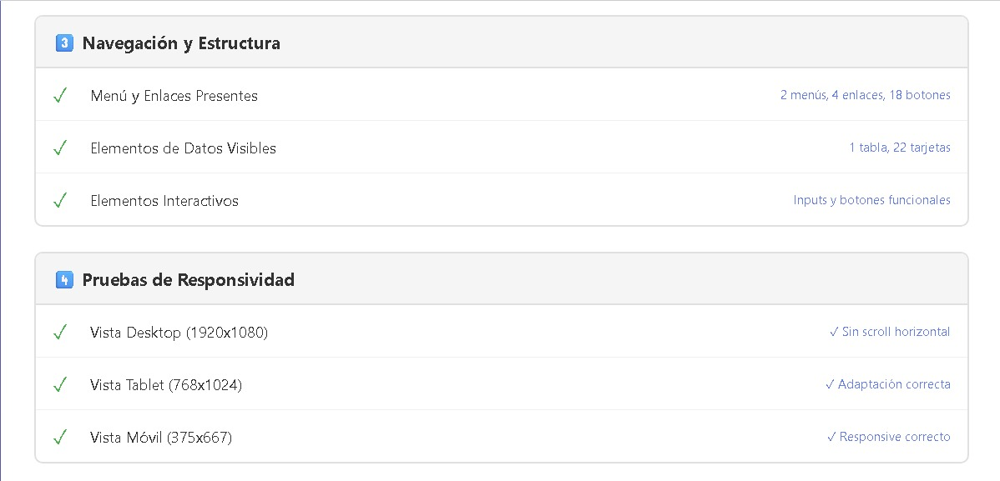 3 Navegación y Estructura
✓ Menú y Enlaces Presentes 2 menús, 4 enlaces, 18 botones
✓ Elementos de Datos Visibles 1 tabla, 22 tarjetas
✓ Elementos Interactivos Inputs y botones funcionales
4 Pruebas de Responsividad
✓ Vista Desktop (1920x1080) ✓ Sin scroll horizontal
✓ Vista Tablet (768x1024) ✓ Adaptación correcta
✓ Vista Móvil (375x667) ✓ Responsive correcto